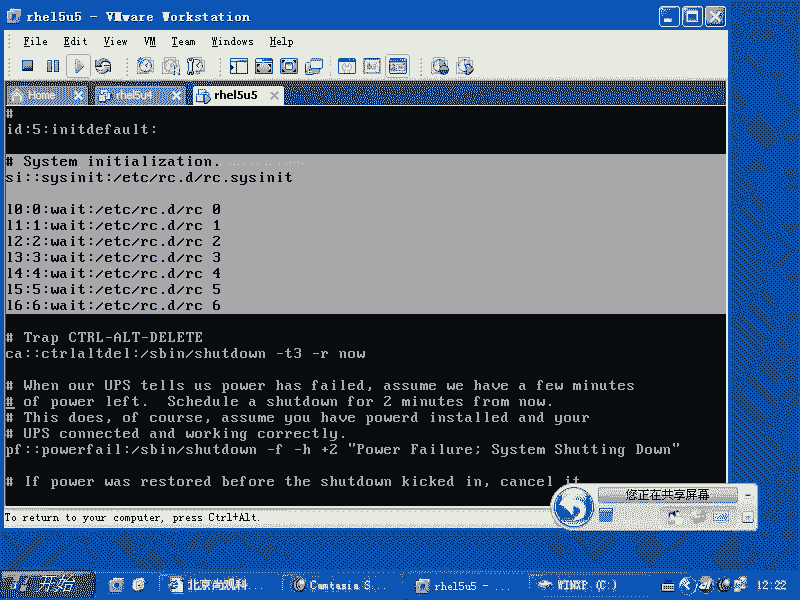 rhel5u5 - VMware Workstation
File Edit View VM Team Windows Help
Home rhel5u4 rhel5u5
#
id:5:initdefault:
# System initialization.
si::sysinit:/etc/rc.d/rc.sysinit
l0:0:wait:/etc/rc.d/rc 0
l1:1:wait:/etc/rc.d/rc 1
l2:2:wait:/etc/rc.d/rc 2
l3:3:wait:/etc/rc.d/rc 3
l4:4:wait:/etc/rc.d/rc 4
l5:5:wait:/etc/rc.d/rc 5
l6:6:wait:/etc/rc.d/rc 6
# Trap CTRL-ALT-DELETE
ca::ctrlaltdel:/sbin/shutdown -t3 -r now
# When our UPS tells us power has failed, assume we have a few minutes
# of power left.  Schedule a shutdown for 2 minutes from now.
# This does, of course, assume you have powerd installed and your
# UPS connected and working correctly.
pf::powerfail:/sbin/shutdown -f -h +2 "Power Failure; System Shutting Down"
# If power was restored before the shutdown kicked in, cancel it
您正在共享屏幕
To return to your computer, press Ctrl+Alt.
开始 北京尚观科... Camtasia S... rhel5u5 - ... WINXP (C:) 12:22